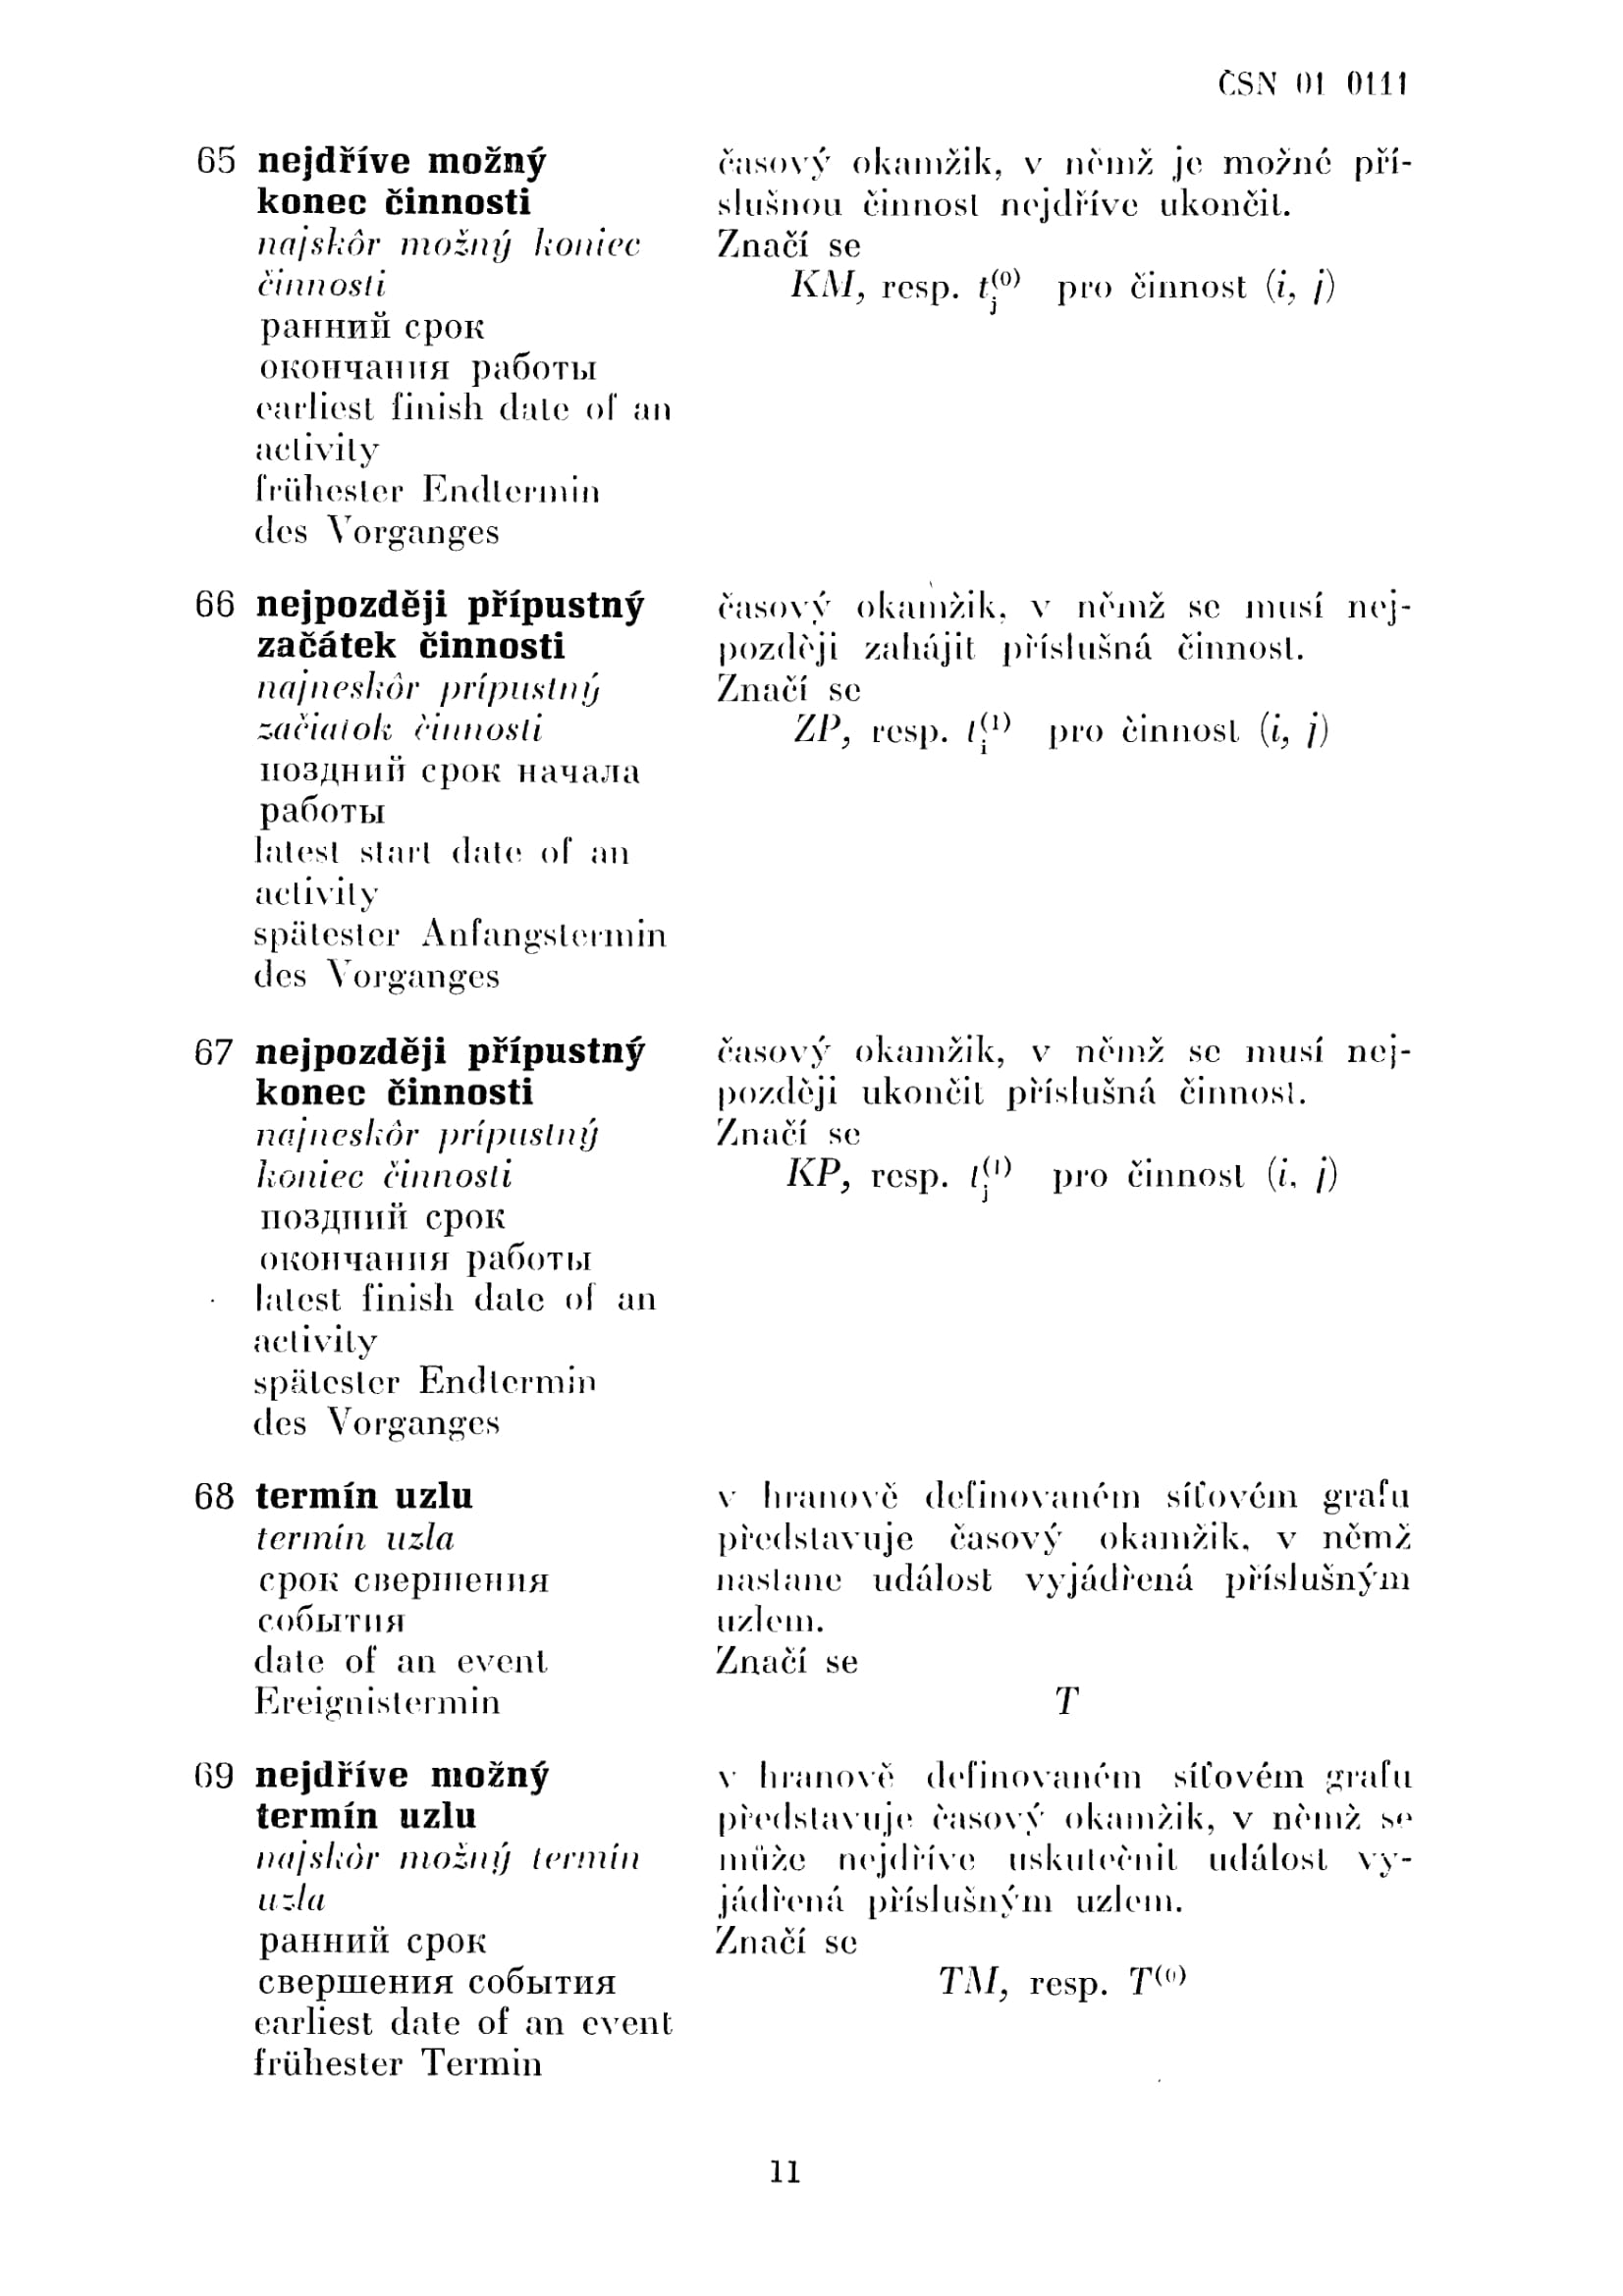 ČSN 01 0111
65 nejdříve možný
konec činnosti
najskôr možný koniec
činnosti
ранний срок
окончания работы
earliest finish date of an
activity
frühester Endtermin
des Vorganges
časový okamžik, v němž je možné pří-
slušnou činnost nejdříve ukončit.
Značí se
KM, resp. t_j^(0) pro činnost (i, j)
66 nejpozději přípustný
začátek činnosti
najneskôr prípustný
začiatok činnosti
поздний срок начала
работы
latest start date of an
activity
spätester Anfangstermin
des Vorganges
časový okamžik, v němž se musí nej-
později zahájit příslušná činnost.
Značí se
ZP, resp. t_i^(1) pro činnost (i, j)
67 nejpozději přípustný
konec činnosti
najneskôr prípustný
koniec činnosti
поздний срок
окончания работы
latest finish date of an
activity
spätester Endtermin
des Vorganges
časový okamžik, v němž se musí nej-
později ukončit příslušná činnost.
Značí se
KP, resp. t_j^(1) pro činnost (i, j)
68 termín uzlu
termín uzla
срок свершения
события
date of an event
Ereignistermin
v hranově definovaném síťovém grafu
představuje časový okamžik, v němž
nastane událost vyjádřená příslušným
uzlem.
Značí se
T
69 nejdříve možný
termín uzlu
najskôr možný termín
uzla
ранний срок
свершения события
earliest date of an event
frühester Termin
v hranově definovaném síťovém grafu
představuje časový okamžik, v němž se
může nejdříve uskutečnit událost vy-
jádřená příslušným uzlem.
Značí se
TM, resp. T^(0)
11